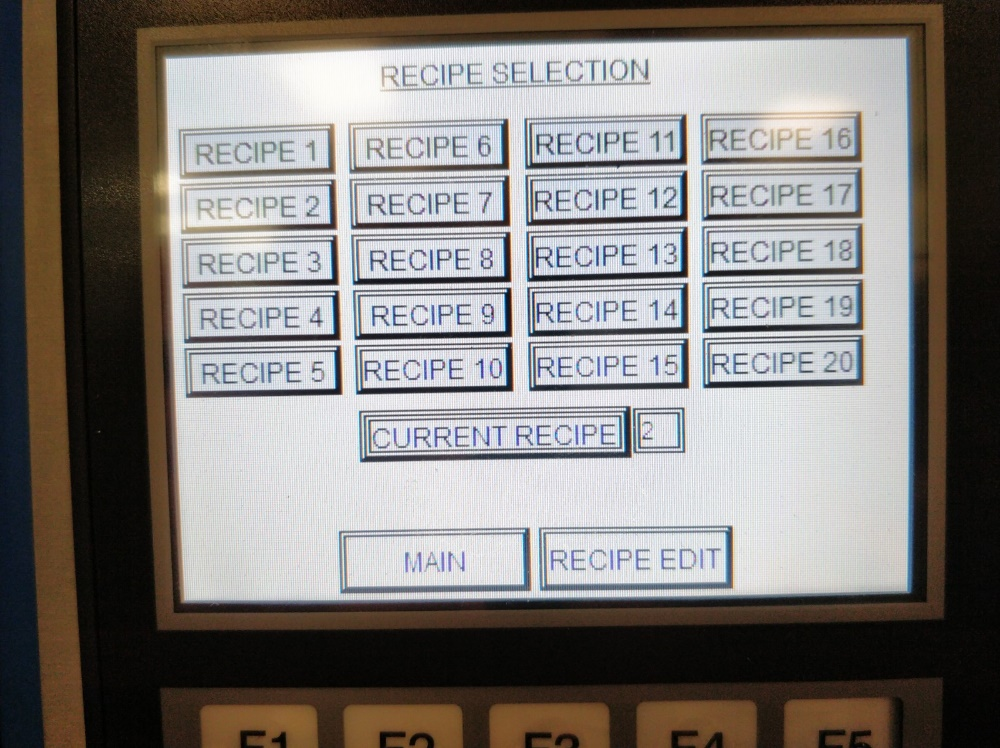 RECIPE SELECTION
RECIPE 1 RECIPE 6 RECIPE 11 RECIPE 16
RECIPE 2 RECIPE 7 RECIPE 12 RECIPE 17
RECIPE 3 RECIPE 8 RECIPE 13 RECIPE 18
RECIPE 4 RECIPE 9 RECIPE 14 RECIPE 19
RECIPE 5 RECIPE 10 RECIPE 15 RECIPE 20
CURRENT RECIPE 2
MAIN RECIPE EDIT
F1 F2 F3 F4 F5